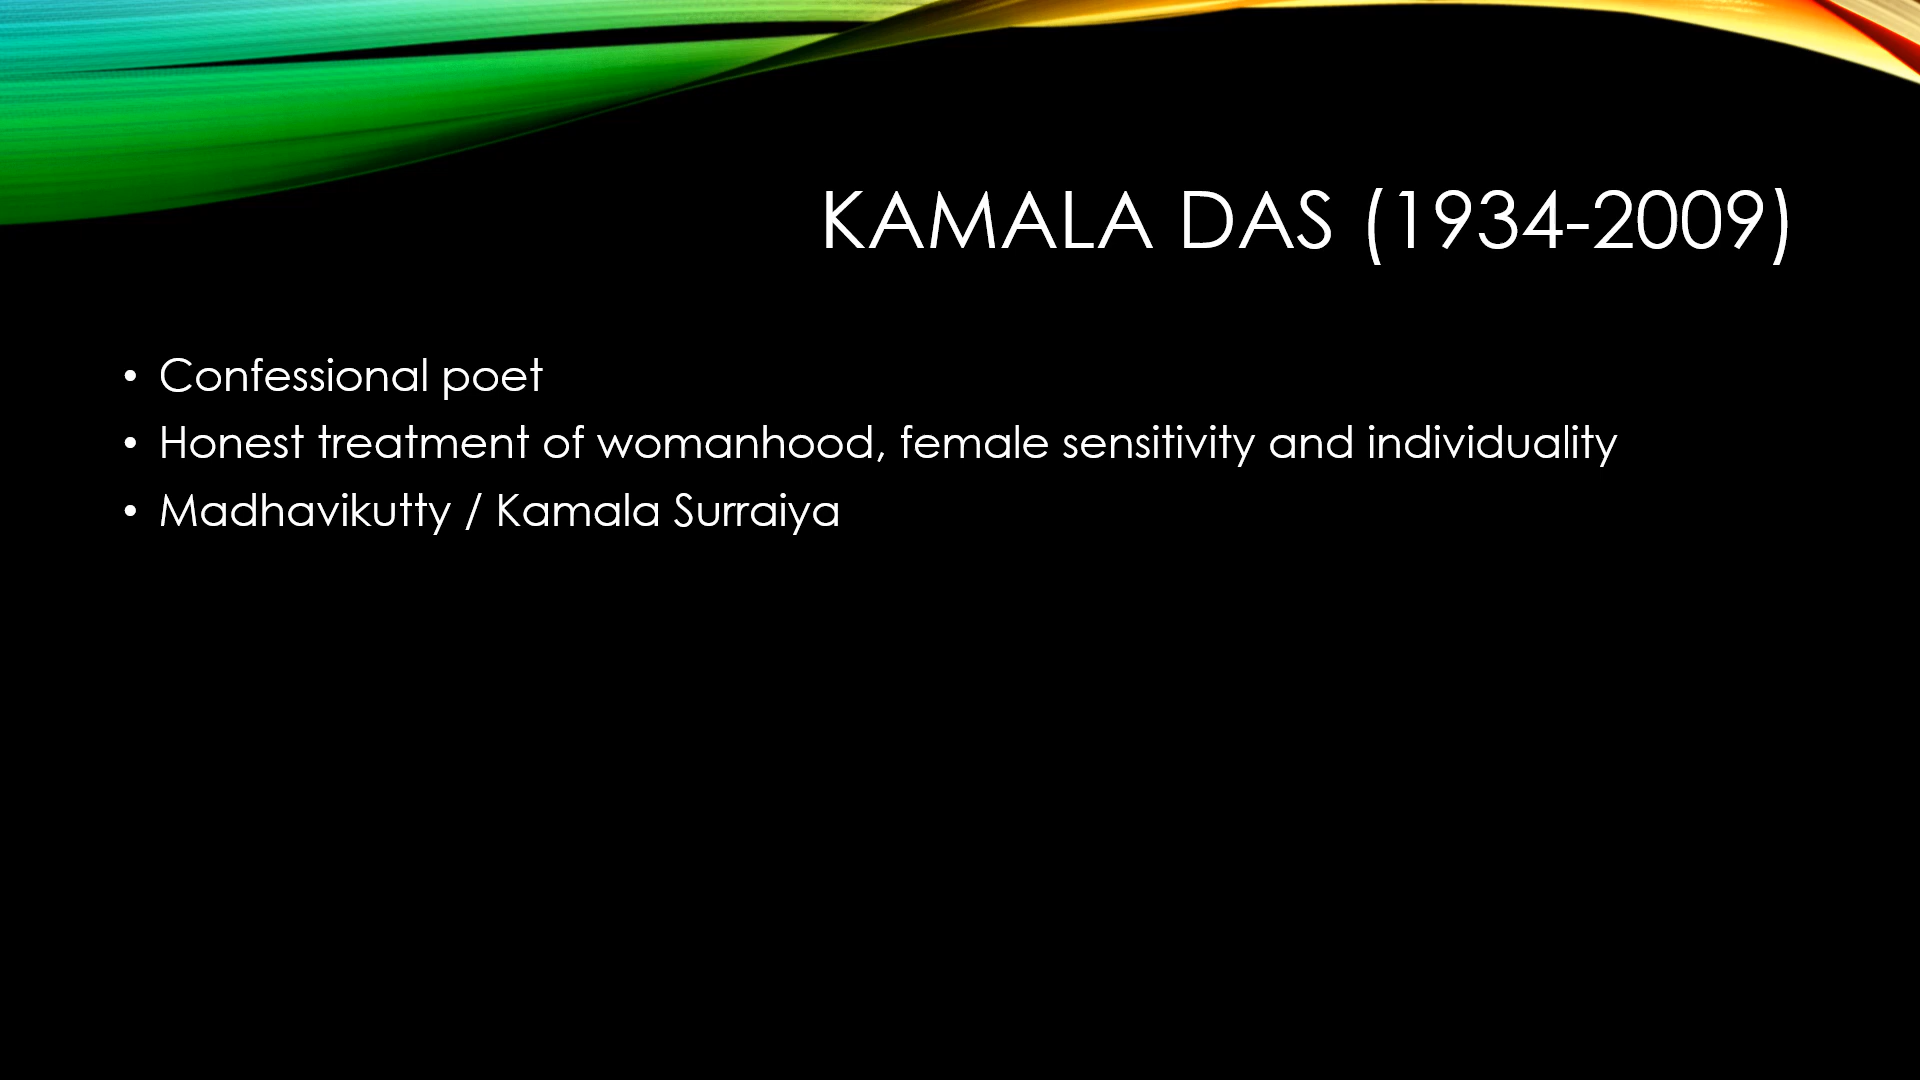 KAMALA DAS (1934-2009)
• Confessional poet
• Honest treatment of womanhood, female sensitivity and individuality
• Madhavikutty / Kamala Surraiya